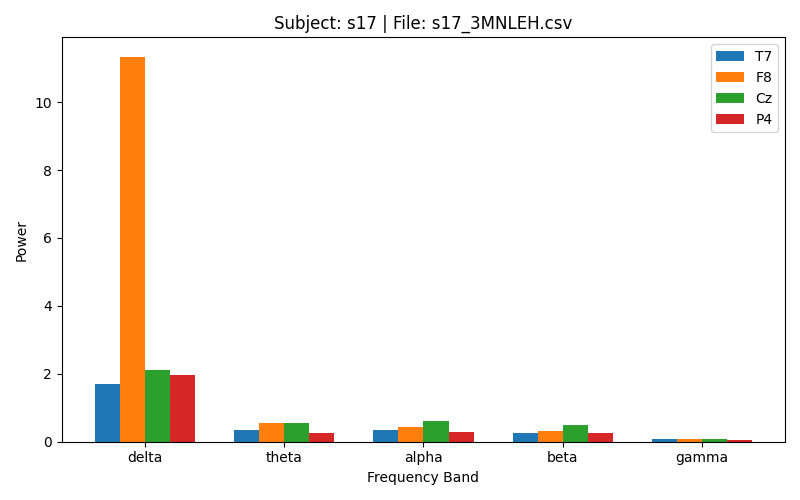 Subject: s17 | File: s17_3MNLEH.csv
T7
F8
Cz
P4
Power
10
8
6
4
2
0
delta theta alpha beta gamma
Frequency Band